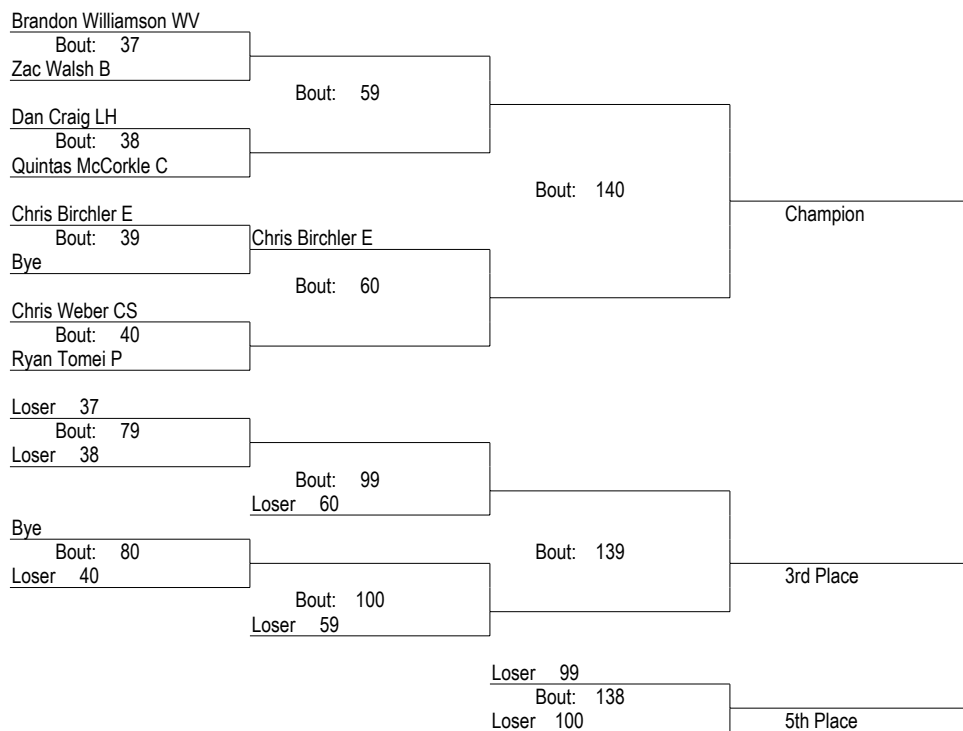 Brandon Williamson WV
Bout: 37
Zac Walsh B
Bout: 59
Dan Craig LH
Bout: 38
Quintas McCorkle C
Bout: 140
Champion
Chris Birchler E
Bout: 39
Chris Birchler E
Bye
Bout: 60
Chris Weber CS
Bout: 40
Ryan Tomei P
Loser 37
Bout: 79
Loser 38
Bout: 99
Loser 60
Bye
Bout: 80
Bout: 139
Loser 40
3rd Place
Bout: 100
Loser 59
Loser 99
Bout: 138
Loser 100
5th Place